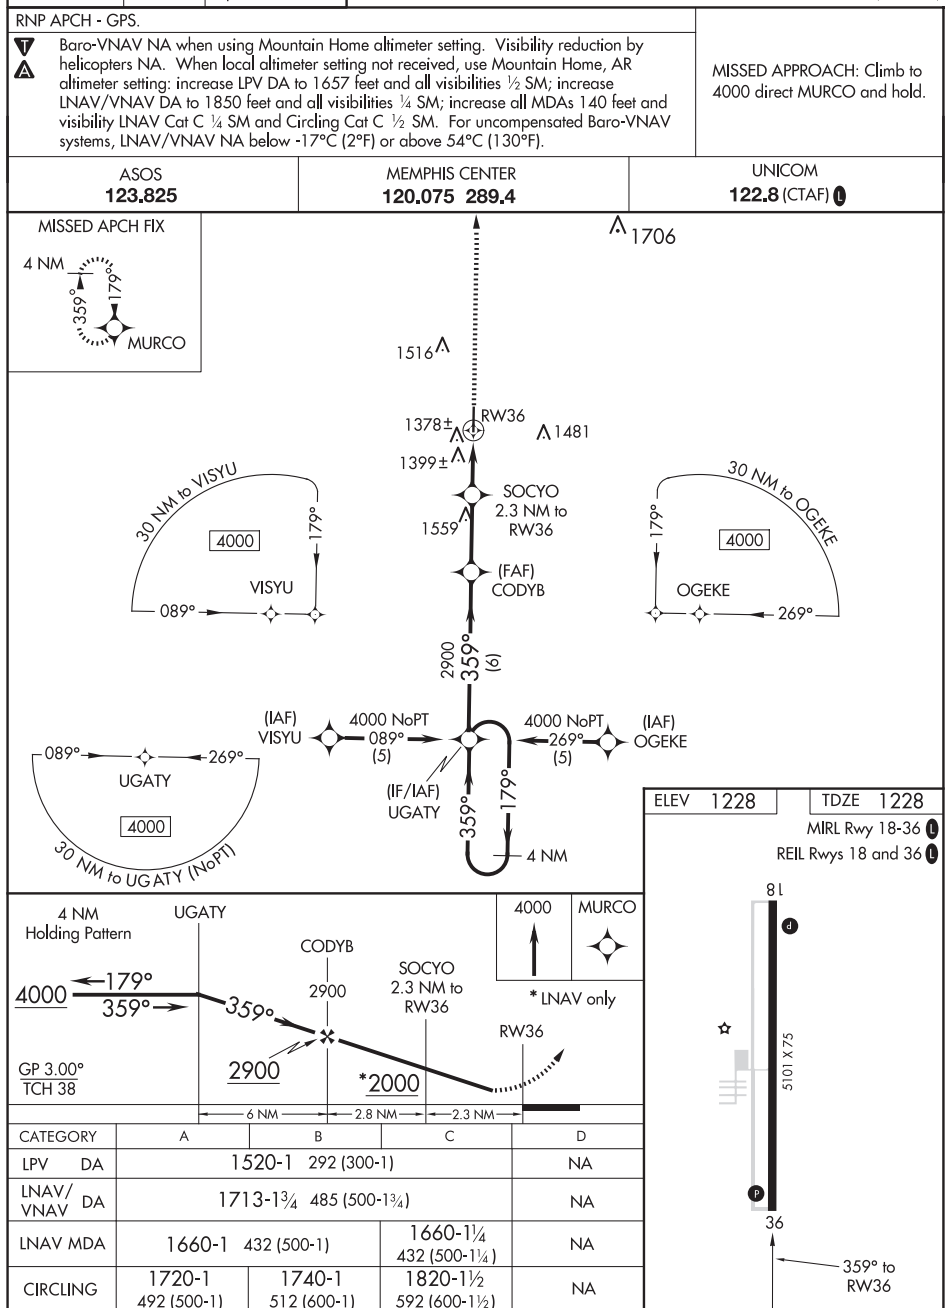 RNP APCH - GPS.
T
A
Baro-VNAV NA when using Mountain Home altimeter setting. Visibility reduction by
helicopters NA. When local altimeter setting not received, use Mountain Home, AR
altimeter setting: increase LPV DA to 1657 feet and all visibilities ½ SM; increase
LNAV/VNAV DA to 1850 feet and all visibilities ¼ SM; increase all MDAs 140 feet and
visibility LNAV Cat C ¼ SM and Circling Cat C ½ SM. For uncompensated Baro-VNAV
systems, LNAV/VNAV NA below -17°C (2°F) or above 54°C (130°F).
MISSED APPROACH: Climb to
4000 direct MURCO and hold.
ASOS
123.825
MEMPHIS CENTER
120.075 289.4
UNICOM
122.8 (CTAF) L
MISSED APCH FIX
4 NM
359°
179°
MURCO
1706
1516
1378±
RW36
1481
1399±
SOCYO
2.3 NM to
RW36
1559
(FAF)
CODYB
30 NM to VISYU
4000
179°
VISYU
089°
30 NM to OGEKE
4000
179°
OGEKE
269°
2900
359°
(6)
(IAF)
VISYU
4000 NoPT
089°
(5)
4000 NoPT
269°
(5)
(IAF)
OGEKE
(IF/IAF)
UGATY
359°
179°
4 NM
089°
269°
UGATY
4000
30 NM to UGATY (NoPT)
ELEV 1228
TDZE 1228
MIRL Rwy 18-36 L
REIL Rwys 18 and 36 L
18
P
5101 X 75
P
36
359° to
RW36
4 NM
Holding Pattern
UGATY
CODYB
2900
SOCYO
2.3 NM to
RW36
4000
MURCO
* LNAV only
RW36
4000
179°
359°
359°
2900
*2000
GP 3.00°
TCH 38
6 NM
2.8 NM
2.3 NM
CATEGORY A B C D
LPV DA 1520-1 292 (300-1) NA
LNAV/
VNAV DA 1713-1¾ 485 (500-1¾) NA
LNAV MDA 1660-1 432 (500-1) 1660-1¼
432 (500-1¼) NA
CIRCLING 1720-1 1740-1 1820-1½ NA
492 (500-1) 512 (600-1) 592 (600-1½)